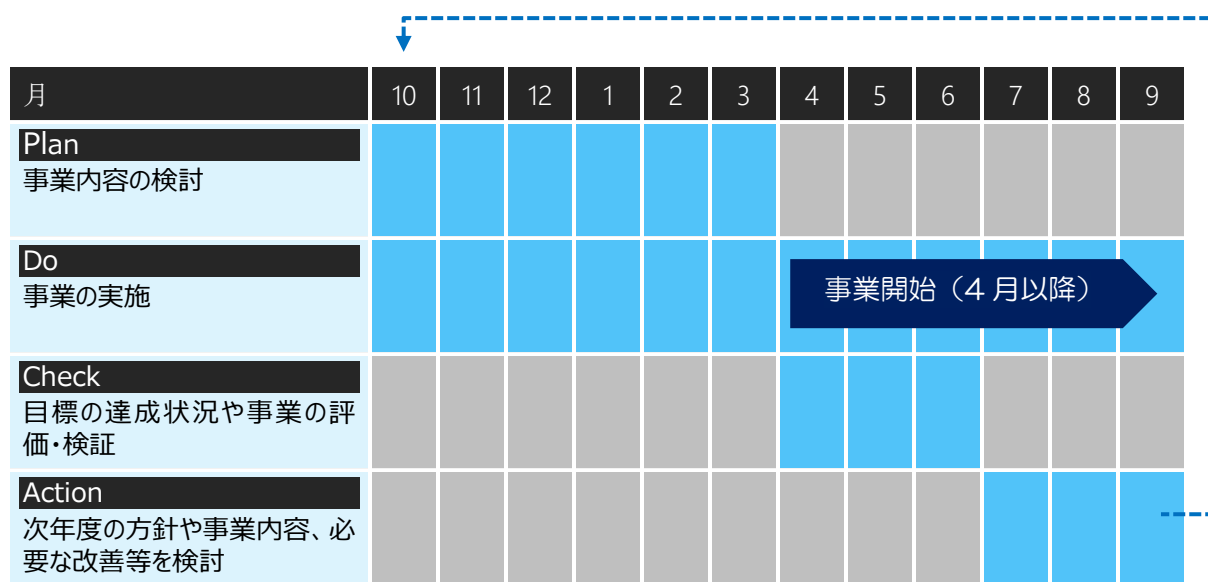 月 10 11 12 1 2 3 4 5 6 7 8 9
Plan
事業内容の検討
Do
事業の実施
事業開始（4 月以降）
Check
目標の達成状況や事業の評
価・検証
Action
次年度の方針や事業内容、必
要な改善等を検討